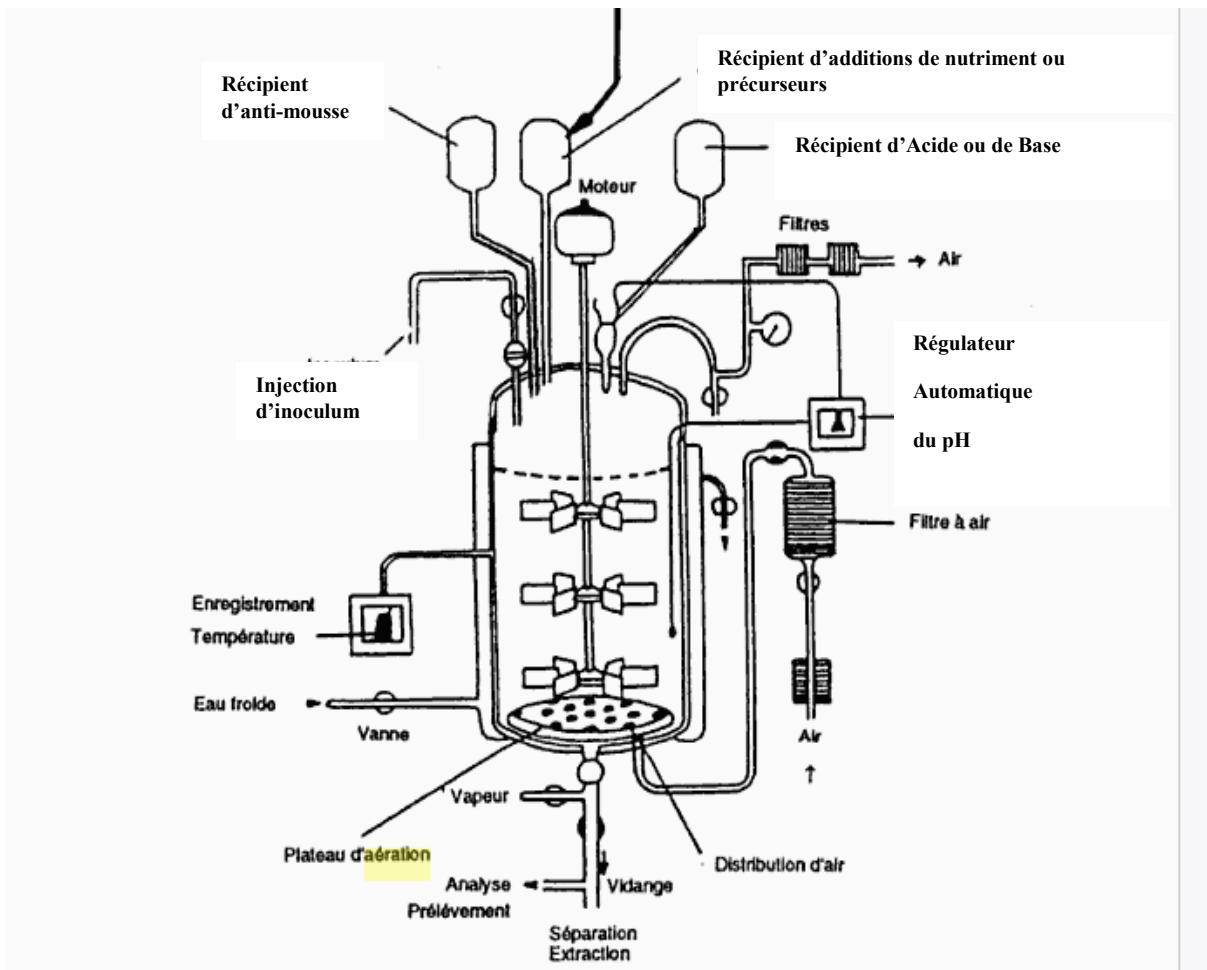 Récipient d'additions de nutriment ou
précurseurs
Récipient
d'anti-mousse
Récipient d'Acide ou de Base
Moteur
Filtres
Air
Régulateur
Automatique
du pH
Injection
d'inoculum
Filtre à air
Enregistrement
Température
Eau froide
Vanne
Air
Vapeur
Plateau d'aération
Distribution d'air
Analyse
Vidange
Prélévement
Séparation
Extraction